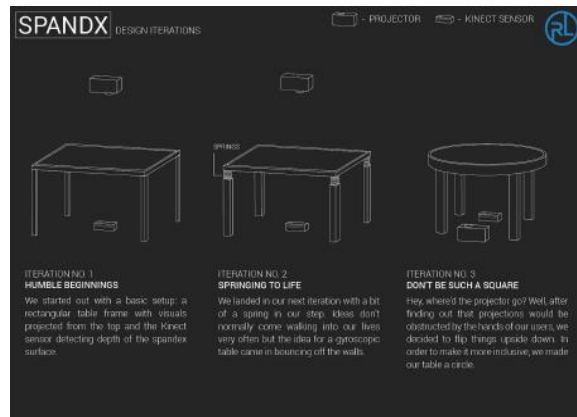 SPANDX DESIGN ITERATIONS
- PROJECTOR
- KINECT SENSOR
RL
SPRINGS
ITERATION NO. 1
HUMBLE BEGINNINGS
We started out with a basic setup: a
rectangular table frame with visuals
projected from the top and the Kinect
sensor detecting depth of the spandex
surface.
ITERATION NO. 2
SPRINGING TO LIFE
We landed in our next iteration with a bit
of a spring in our step. Ideas don't
normally come walking into our lives
very often but the idea for a gyroscopic
table came in bouncing off the walls.
ITERATION NO. 3
DON'T BE SUCH A SQUARE
Hey, where'd the projector go? Well, after
finding out that projections would be
obstructed by the hands of our users, we
decided to flip things upside down. In
order to make it more inclusive, we made
our table a circle.